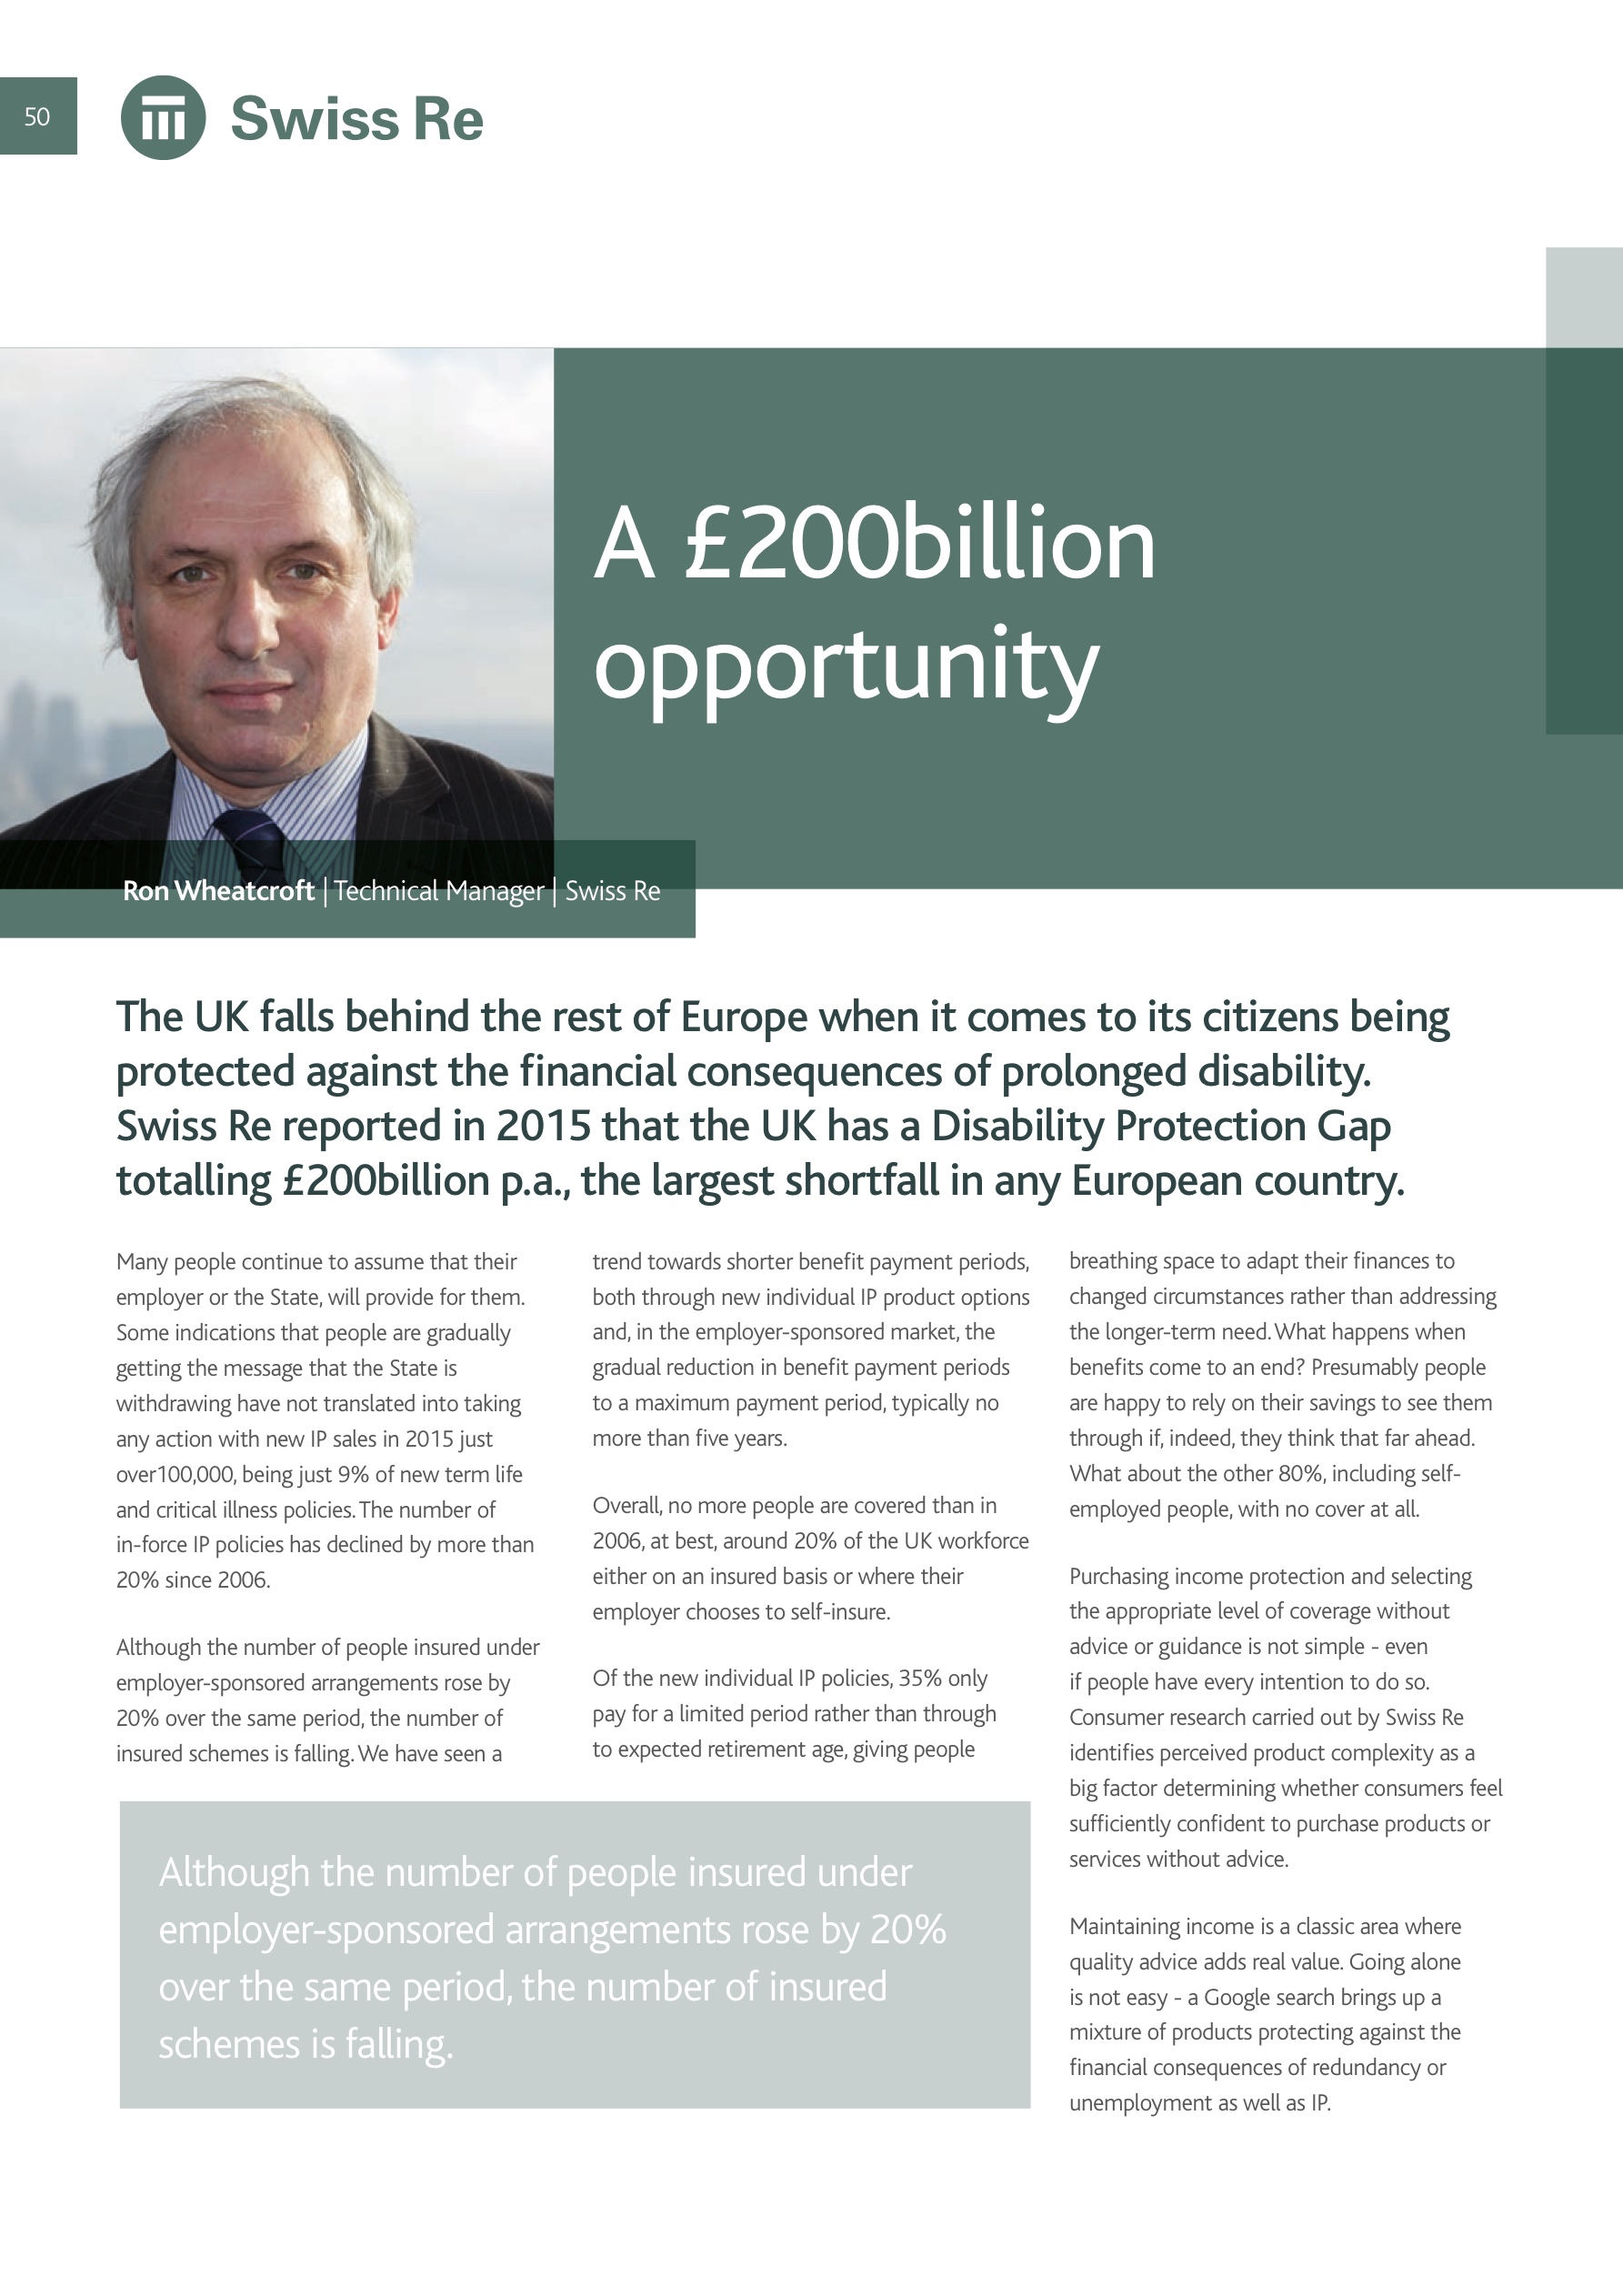 50
Swiss Re
A £200billion
opportunity
Ron Wheatcroft | Technical Manager | Swiss Re
The UK falls behind the rest of Europe when it comes to its citizens being
protected against the financial consequences of prolonged disability.
Swiss Re reported in 2015 that the UK has a Disability Protection Gap
totalling £200billion p.a., the largest shortfall in any European country.
Many people continue to assume that their
employer or the State, will provide for them.
Some indications that people are gradually
getting the message that the State is
withdrawing have not translated into taking
any action with new IP sales in 2015 just
over100,000, being just 9% of new term life
and critical illness policies. The number of
in-force IP policies has declined by more than
20% since 2006.
Although the number of people insured under
employer-sponsored arrangements rose by
20% over the same period, the number of
insured schemes is falling. We have seen a
trend towards shorter benefit payment periods,
both through new individual IP product options
and, in the employer-sponsored market, the
gradual reduction in benefit payment periods
to a maximum payment period, typically no
more than five years.
Overall, no more people are covered than in
2006, at best, around 20% of the UK workforce
either on an insured basis or where their
employer chooses to self-insure.
Of the new individual IP policies, 35% only
pay for a limited period rather than through
to expected retirement age, giving people
breathing space to adapt their finances to
changed circumstances rather than addressing
the longer-term need. What happens when
benefits come to an end? Presumably people
are happy to rely on their savings to see them
through if, indeed, they think that far ahead.
What about the other 80%, including self-
employed people, with no cover at all.
Purchasing income protection and selecting
the appropriate level of coverage without
advice or guidance is not simple - even
if people have every intention to do so.
Consumer research carried out by Swiss Re
identifies perceived product complexity as a
big factor determining whether consumers feel
sufficiently confident to purchase products or
services without advice.
Maintaining income is a classic area where
quality advice adds real value. Going alone
is not easy - a Google search brings up a
mixture of products protecting against the
financial consequences of redundancy or
unemployment as well as IP.
Although the number of people insured under
employer-sponsored arrangements rose by 20%
over the same period, the number of insured
schemes is falling.